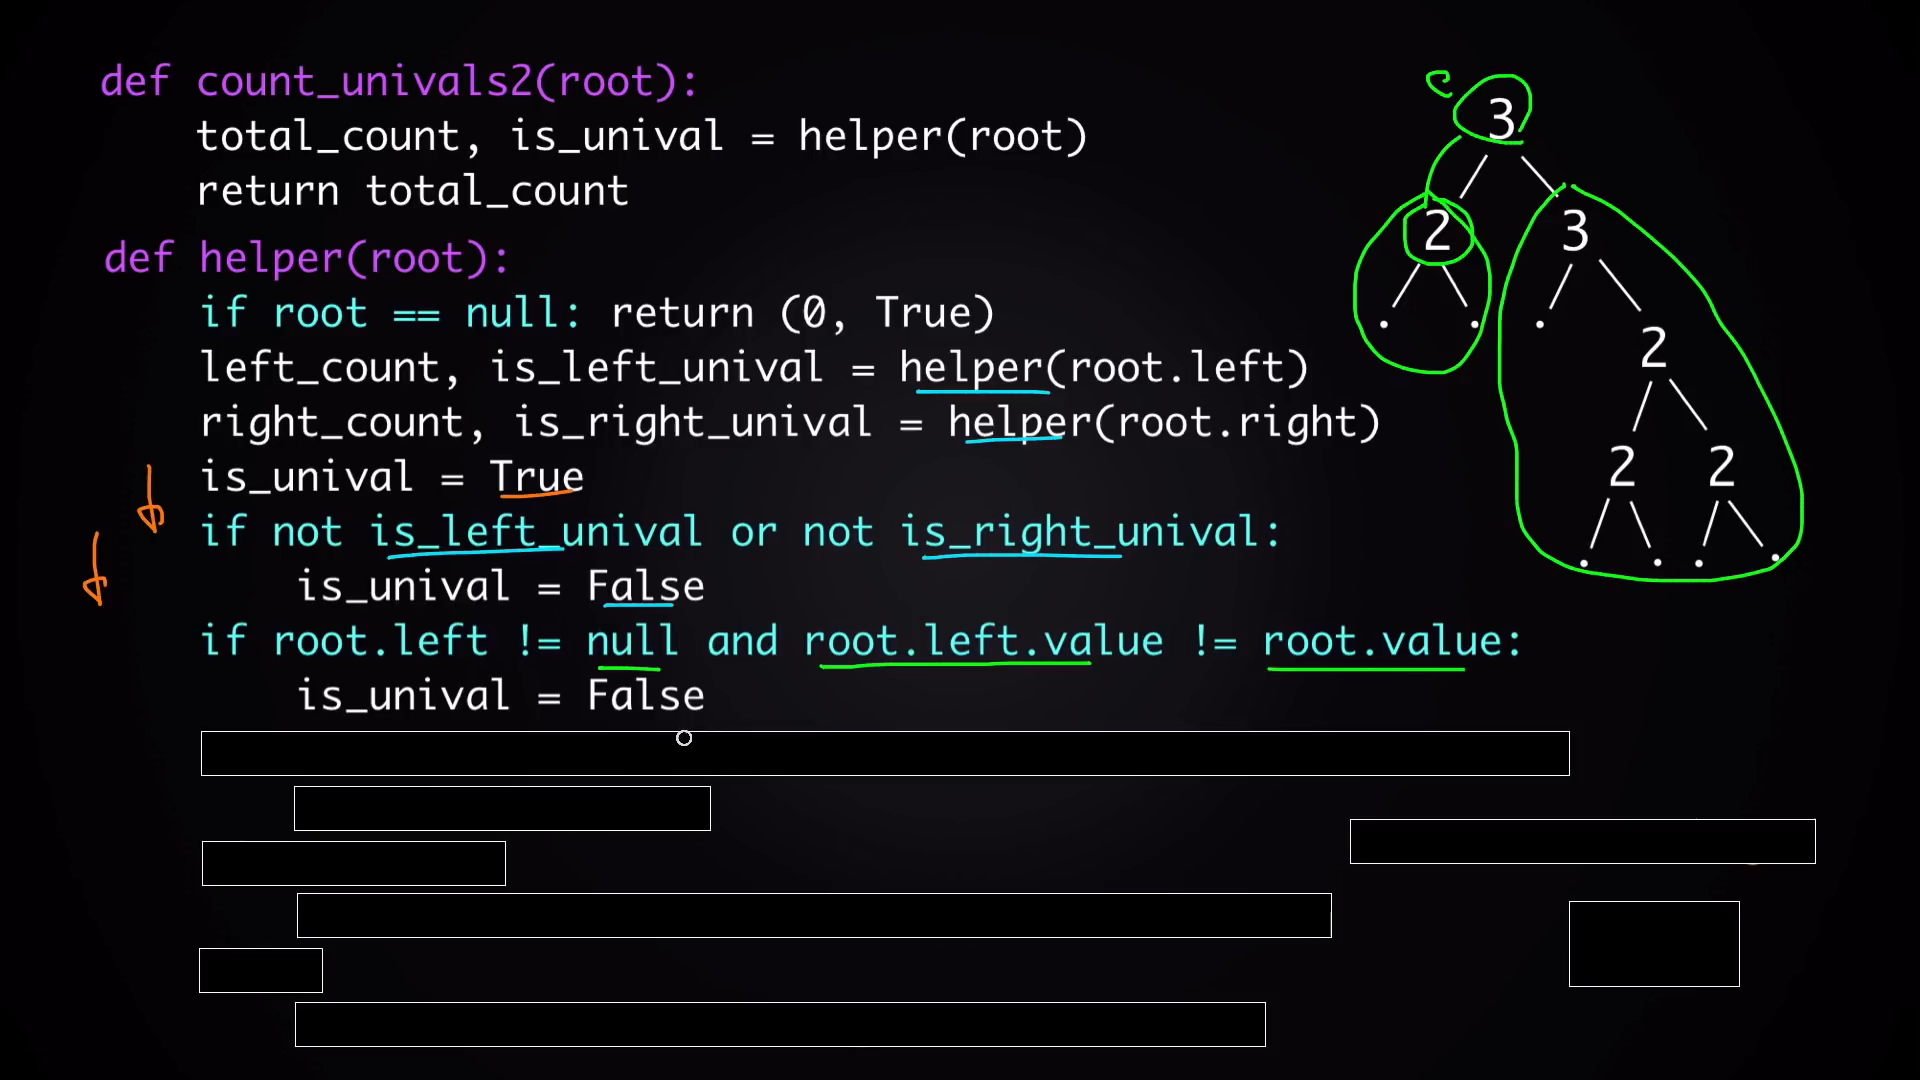 def count_univals2(root):
    total_count, is_unival = helper(root)
    return total_count
def helper(root):
    if root == null: return (0, True)
    left_count, is_left_unival = helper(root.left)
    right_count, is_right_unival = helper(root.right)
    is_unival = True
    if not is_left_unival or not is_right_unival:
        is_unival = False
    if root.left != null and root.left.value != root.value:
        is_unival = False
3
2 3
2
2 2